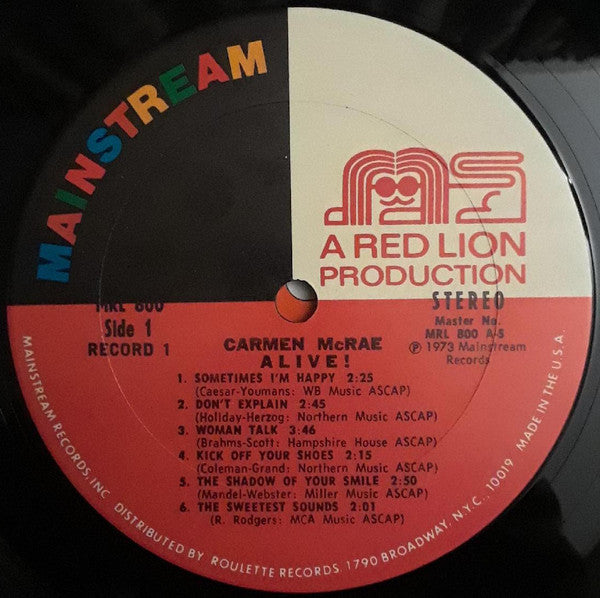 MAINSTREAM
A RED LION
PRODUCTION
MRL 800
Side 1
RECORD 1
STEREO
Master No.
MRL 800 A-S
℗ 1973 Mainstream
Records
CARMEN McRAE
ALIVE!
1. SOMETIMES I'M HAPPY 2:25
(Caesar-Youmans: WB Music ASCAP)
2. DON'T EXPLAIN 2:45
(Holiday-Herzog: Northern Music ASCAP)
3. WOMAN TALK 3:46
(Brahms-Scott: Hampshire House ASCAP)
4. KICK OFF YOUR SHOES 2:15
(Coleman-Grand: Northern Music ASCAP)
5. THE SHADOW OF YOUR SMILE 2:50
(Mandel-Webster: Miller Music ASCAP)
6. THE SWEETEST SOUNDS 2:01
(R. Rodgers: MCA Music ASCAP)
MAINSTREAM RECORDS, INC. DISTRIBUTED BY ROULETTE RECORDS, 1790 BROADWAY, N.Y.C., 10019 MADE IN THE U.S.A.